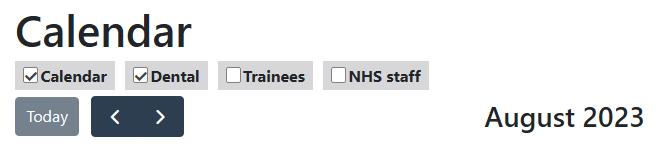 Calendar
Calendar Dental Trainees NHS staff
Today August 2023